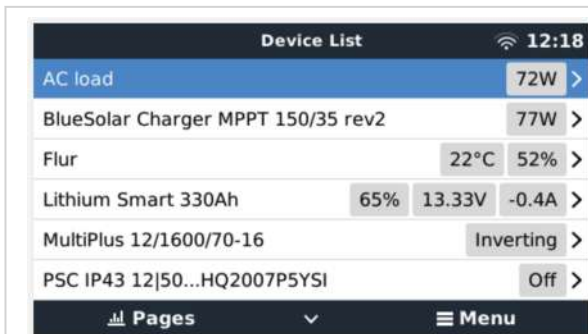 Device List 12:18
AC load 72W
BlueSolar Charger MPPT 150/35 rev2 77W
Flur 22°C 52%
Lithium Smart 330Ah 65% 13.33V -0.4A
MultiPlus 12/1600/70-16 Inverting
PSC IP43 12|50...HQ2007P5YSI Off
Pages Menu